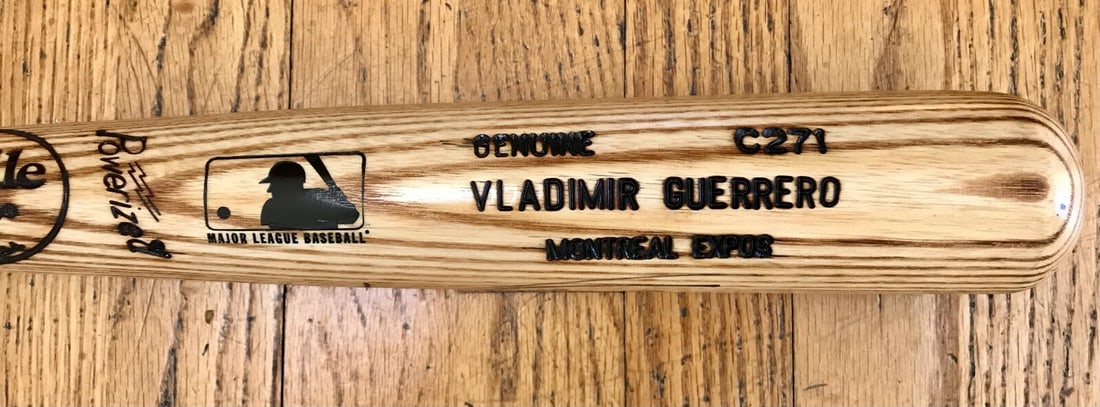 Powerized
MAJOR LEAGUE BASEBALL®
GENUINE C271
VLADIMIR GUERRERO
MONTREAL EXPOS